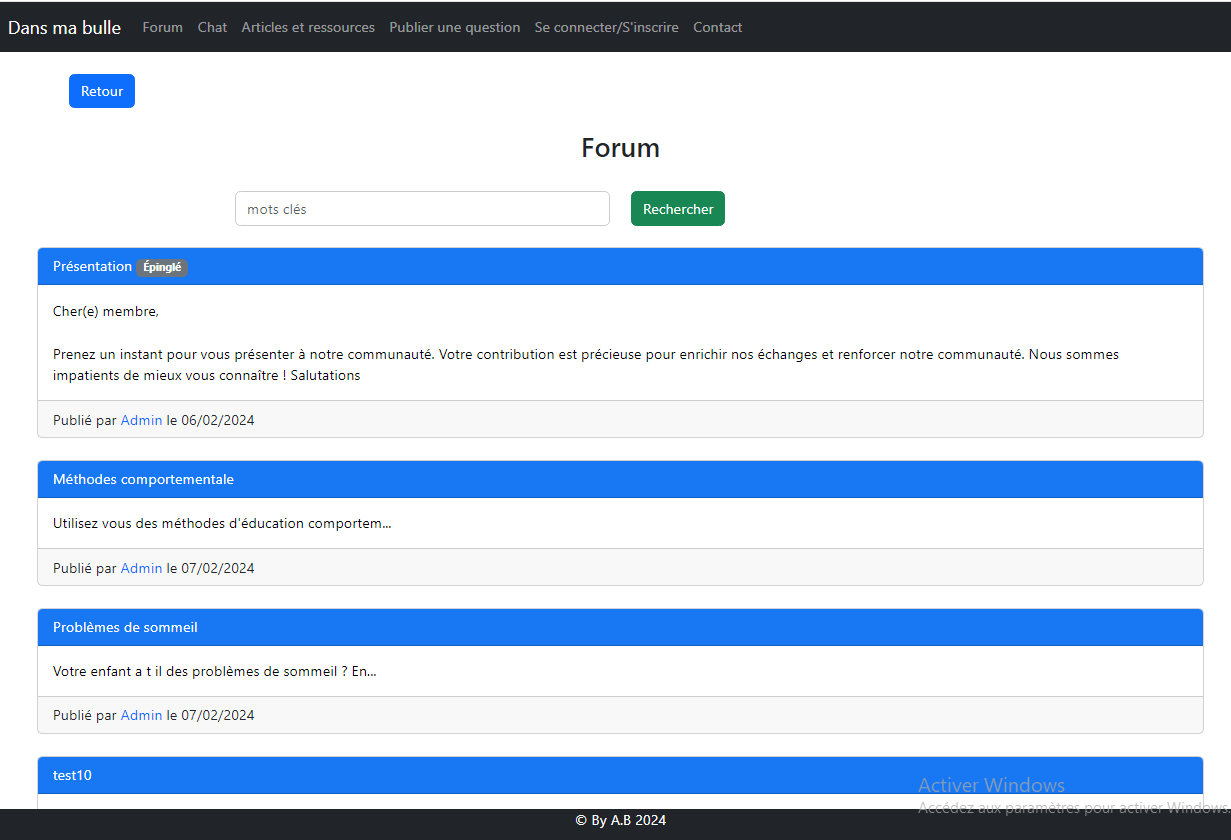 Dans ma bulle Forum Chat Articles et ressources Publier une question Se connecter/S'inscrire Contact
Retour
Forum
mots clés Rechercher
Présentation Épinglé
Cher(e) membre,
Prenez un instant pour vous présenter à notre communauté. Votre contribution est précieuse pour enrichir nos échanges et renforcer notre communauté. Nous sommes
impatients de mieux vous connaître ! Salutations
Publié par Admin le 06/02/2024
Méthodes comportementale
Utilisez vous des méthodes d'éducation comportem...
Publié par Admin le 07/02/2024
Problèmes de sommeil
Votre enfant a t il des problèmes de sommeil ? En...
Publié par Admin le 07/02/2024
test10
Activer Windows
Accédez aux paramètres pour activer Windows.
© By A.B 2024